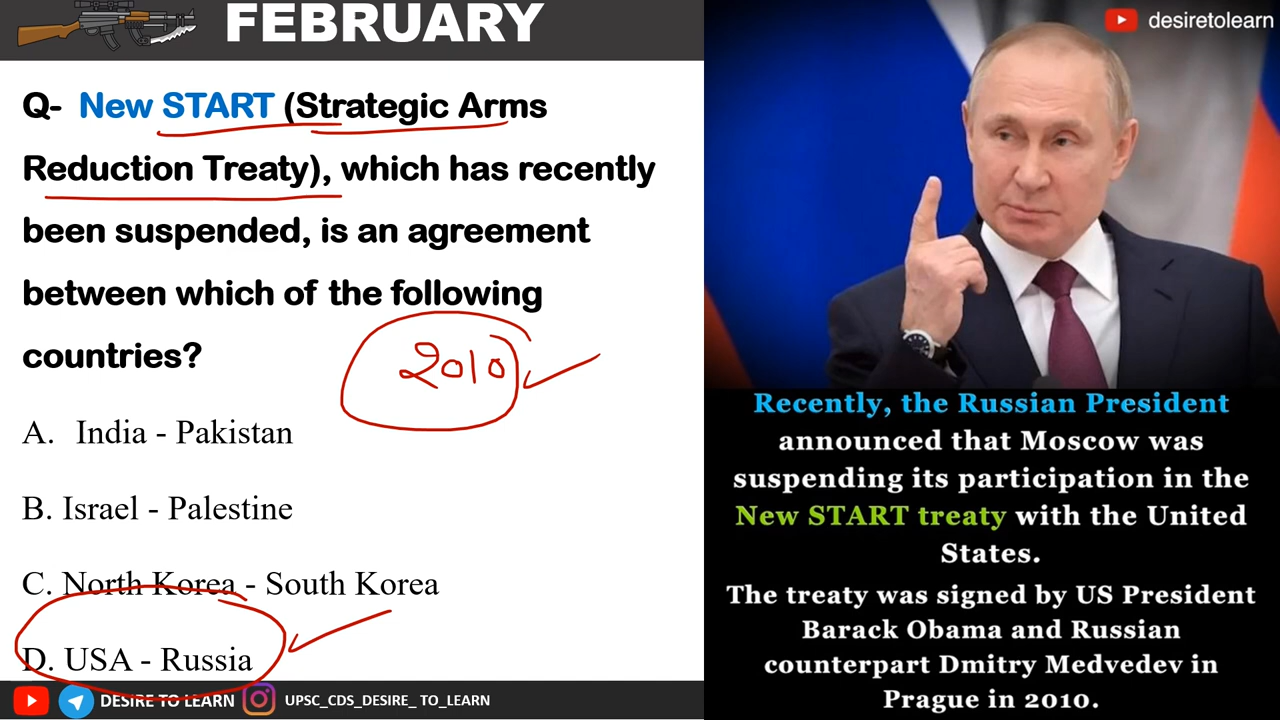 FEBRUARY
Q- New START (Strategic Arms
Reduction Treaty), which has recently
been suspended, is an agreement
between which of the following
countries?
2010
A. India - Pakistan
B. Israel - Palestine
C. North Korea - South Korea
D. USA - Russia
DESIRE TO LEARN UPSC_CDS_DESIRE_ TO_LEARN
desiretolearn
Recently, the Russian President
announced that Moscow was
suspending its participation in the
New START treaty with the United
States.
The treaty was signed by US President
Barack Obama and Russian
counterpart Dmitry Medvedev in
Prague in 2010.